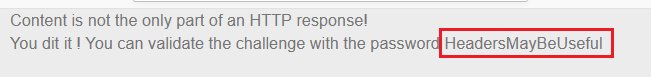 Content is not the only part of an HTTP response!
You dit it ! You can validate the challenge with the password HeadersMayBeUseful